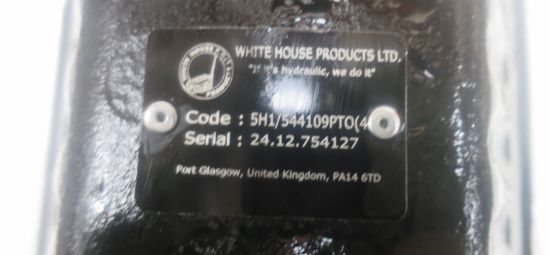 WHITE HOUSE PRODUCTS LTD.
"If it's hydraulic, we do it"
Code : 5H1/544109PTO(4
Serial : 24.12.754127
Port Glasgow, United Kingdom, PA14 6TD